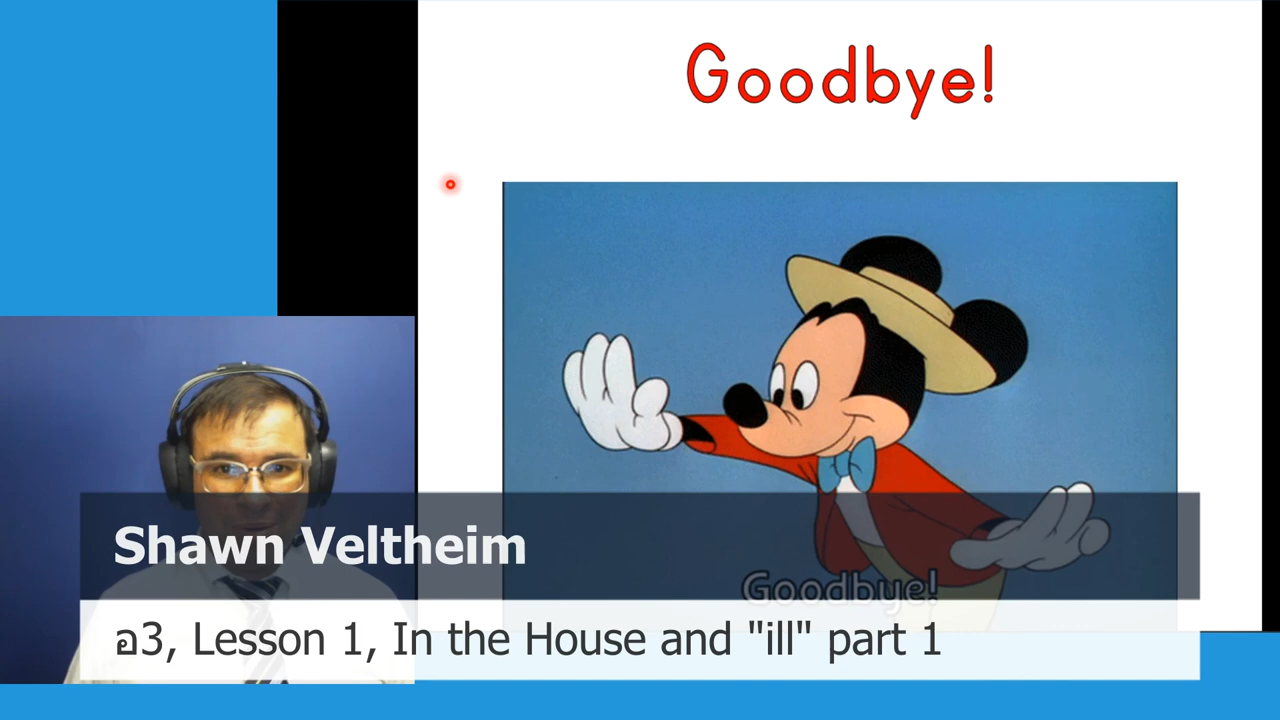 Goodbye!
Goodbye!
Shawn Veltheim
อ3, Lesson 1, In the House and "ill" part 1